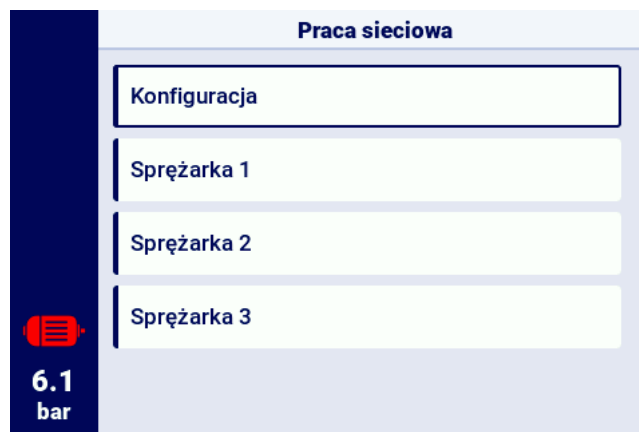 Praca sieciowa
Konfiguracja
Sprężarka 1
Sprężarka 2
Sprężarka 3
6.1
bar